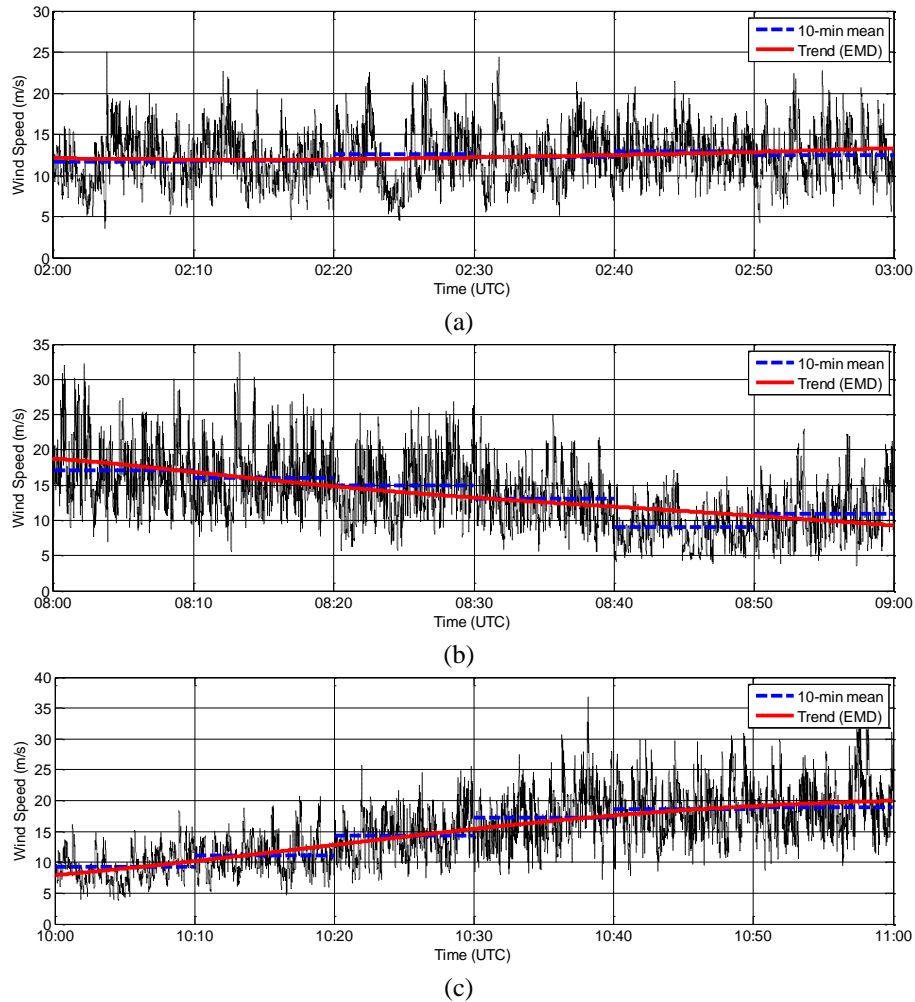 30
25
20
15
10
5
0
Wind Speed (m/s)
10-min mean
Trend (EMD)
02:00 02:10 02:20 02:30 02:40 02:50 03:00
Time (UTC)
(a)
35
30
25
20
15
10
5
0
Wind Speed (m/s)
10-min mean
Trend (EMD)
08:00 08:10 08:20 08:30 08:40 08:50 09:00
Time (UTC)
(b)
40
35
30
25
20
15
10
5
0
Wind Speed (m/s)
10-min mean
Trend (EMD)
10:00 10:10 10:20 10:30 10:40 10:50 11:00
Time (UTC)
(c)